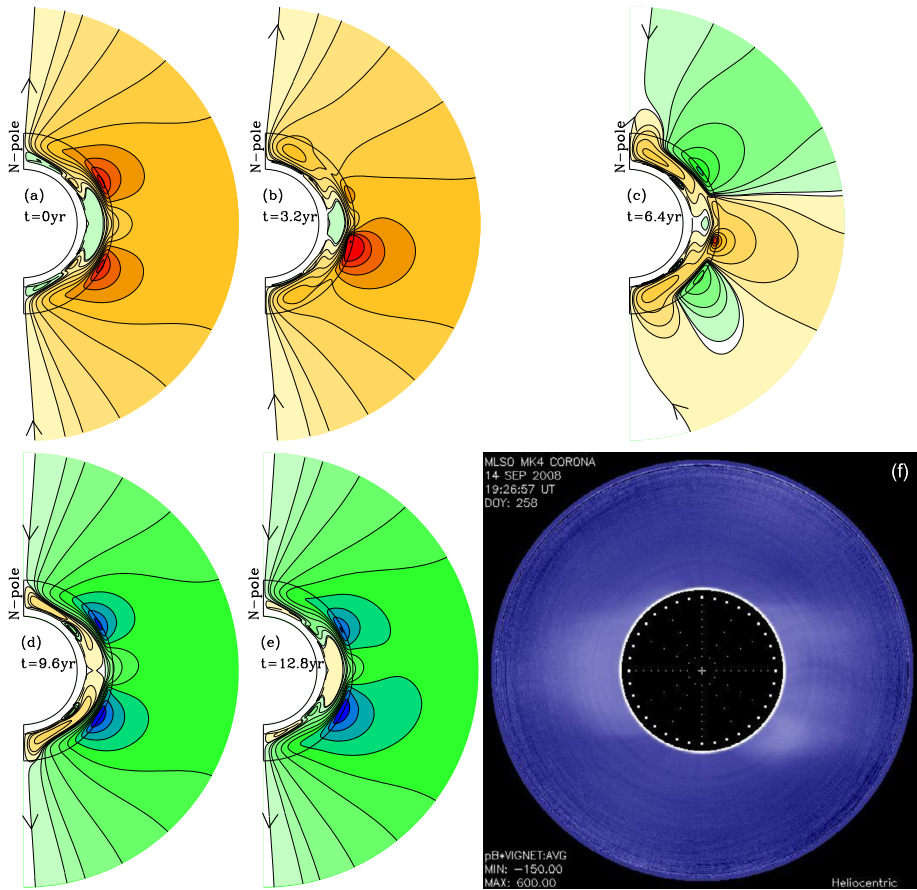 N-pole
(a)
t=0yr
N-pole
(b)
t=3.2yr
N-pole
(c)
t=6.4yr
N-pole
(d)
t=9.6yr
N-pole
(e)
t=12.8yr
MLSO MK4 CORONA
14 SEP 2008
19:26:57 UT
DOY: 258
(f)
pB*VIGNET:AVG
MIN: -150.00
MAX: 600.00
Heliocentric